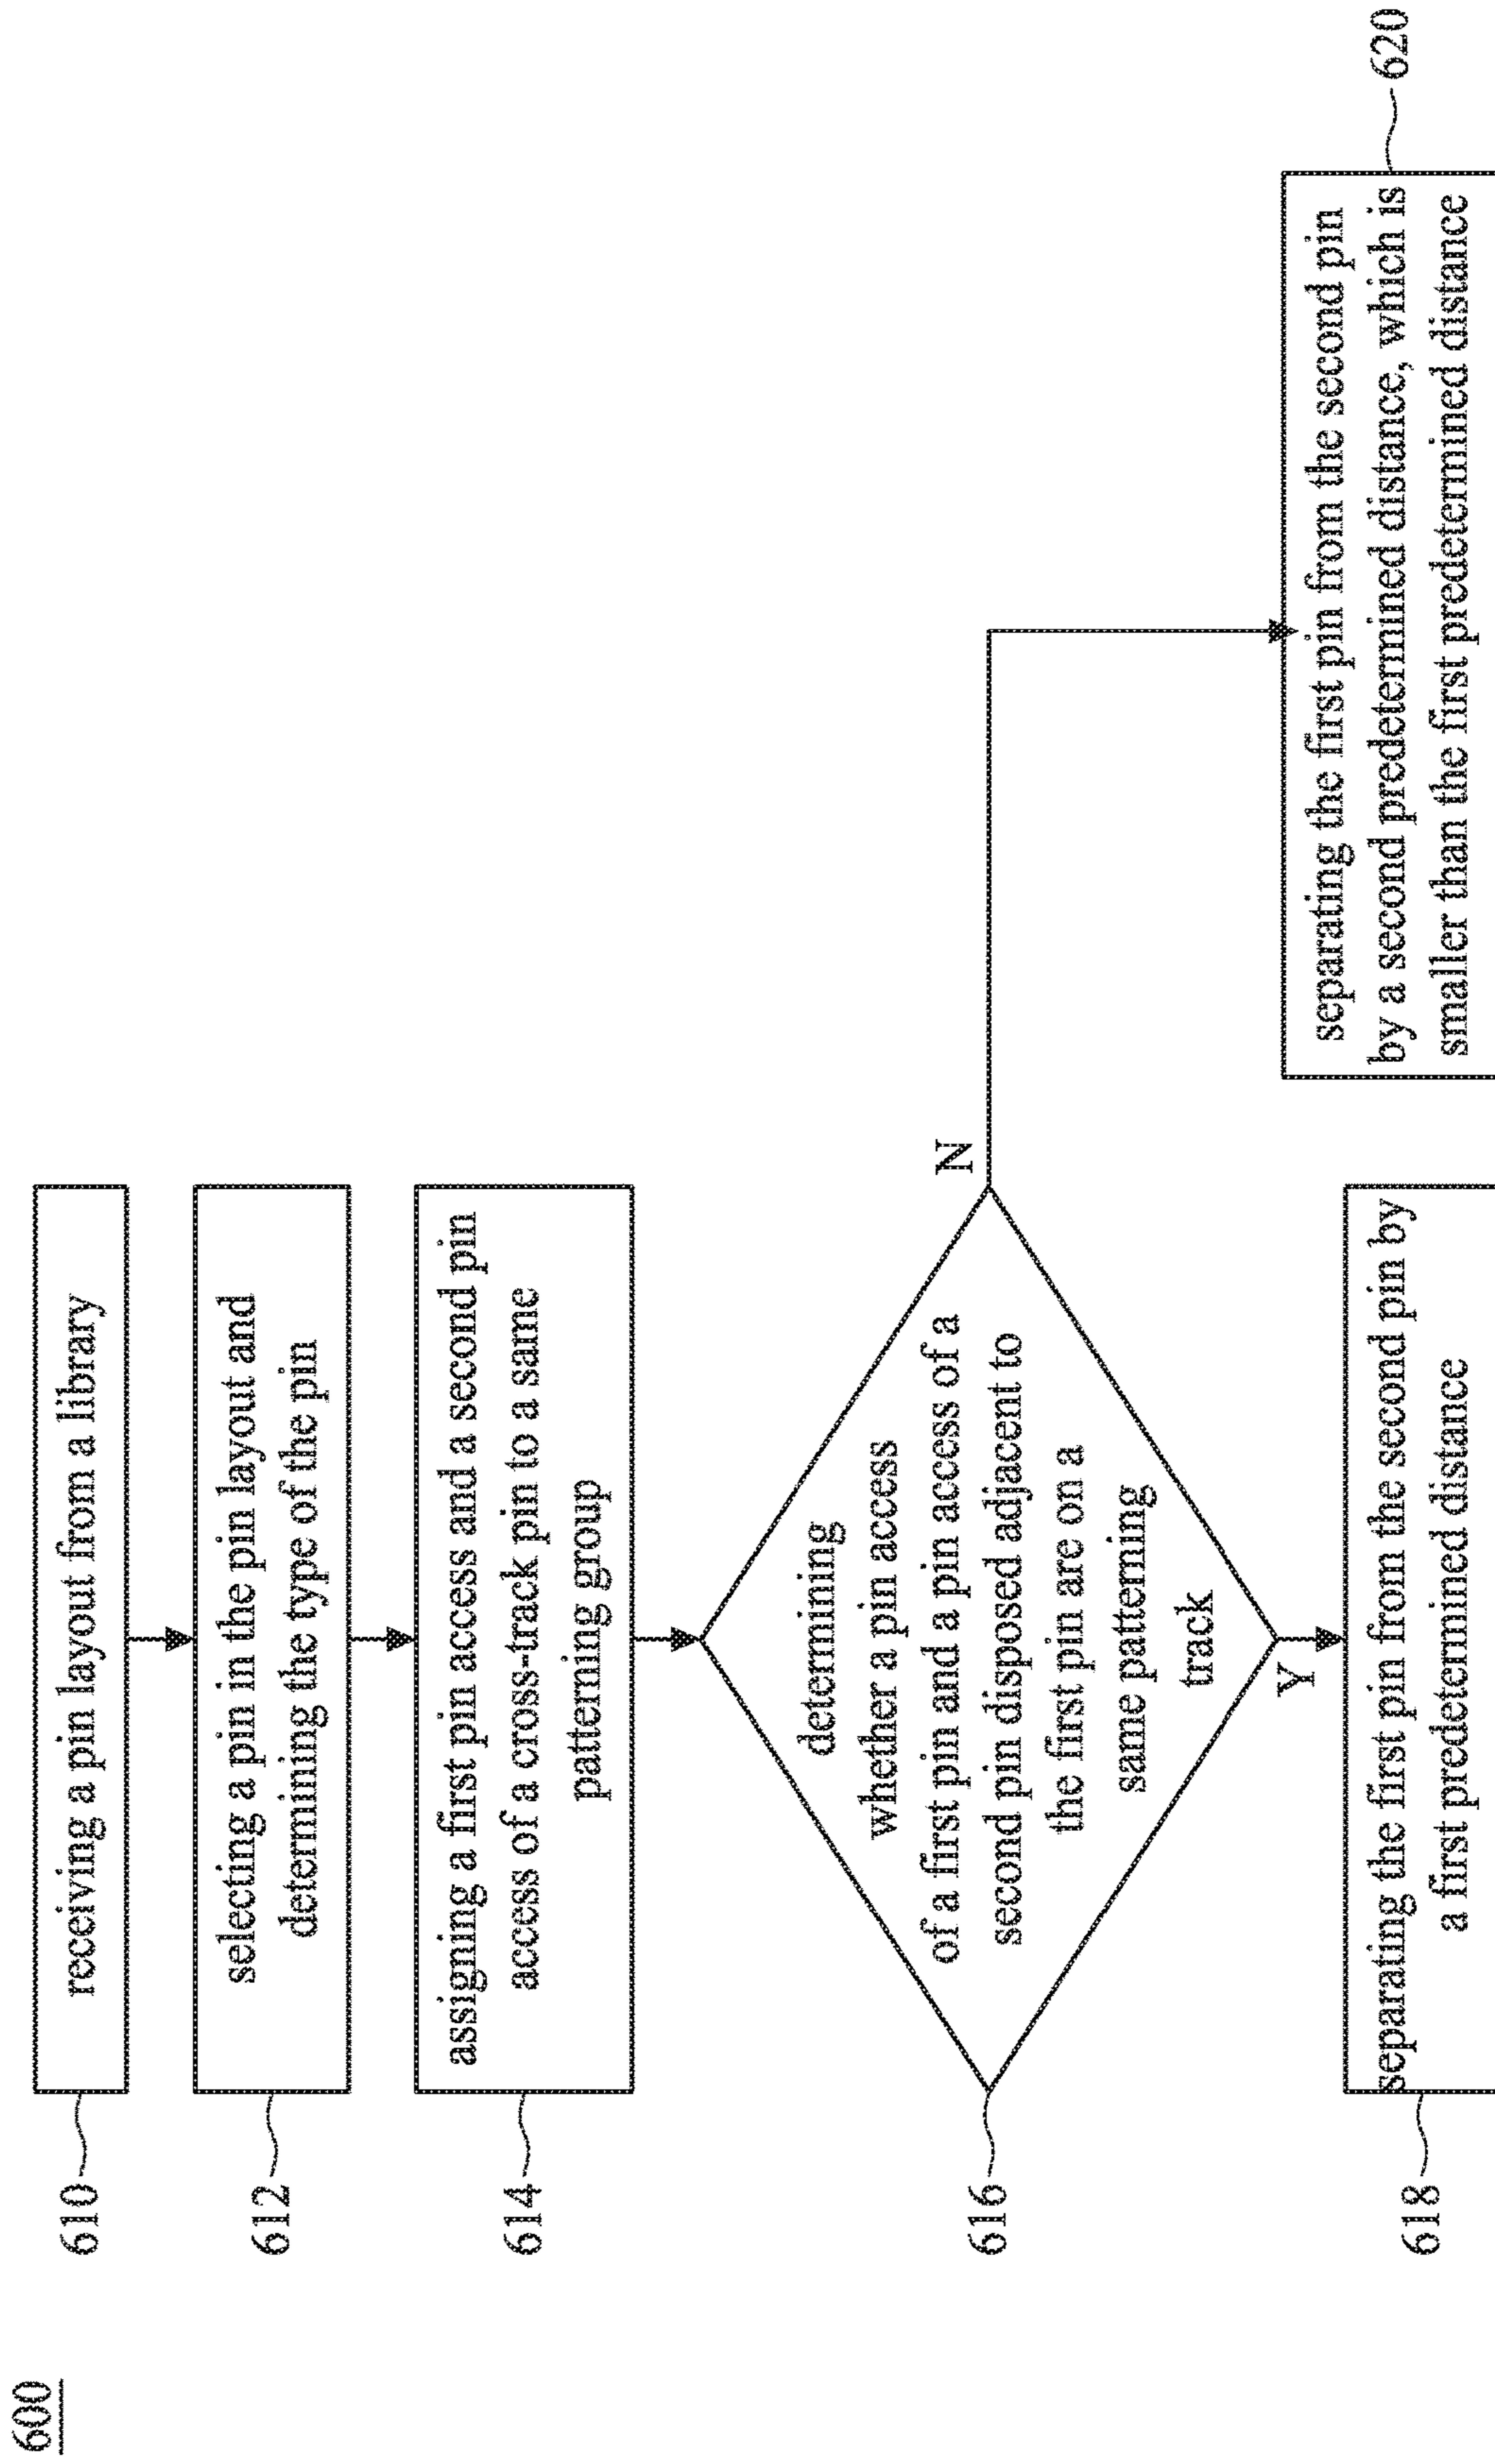 600
610
receiving a pin layout from a library
612
selecting a pin in the pin layout and
determining the type of the pin
614
assigning a first pin access and a second pin
access of a cross-track pin to a same
patterning group
616
determining
whether a pin access
of a first pin and a pin access of a
second pin disposed adjacent to
the first pin are on a
same patterning
track
N
Y
618
separating the first pin from the second pin by
a first predetermined distance
620
separating the first pin from the second pin
by a second predetermined distance, which is
smaller than the first predetermined distance